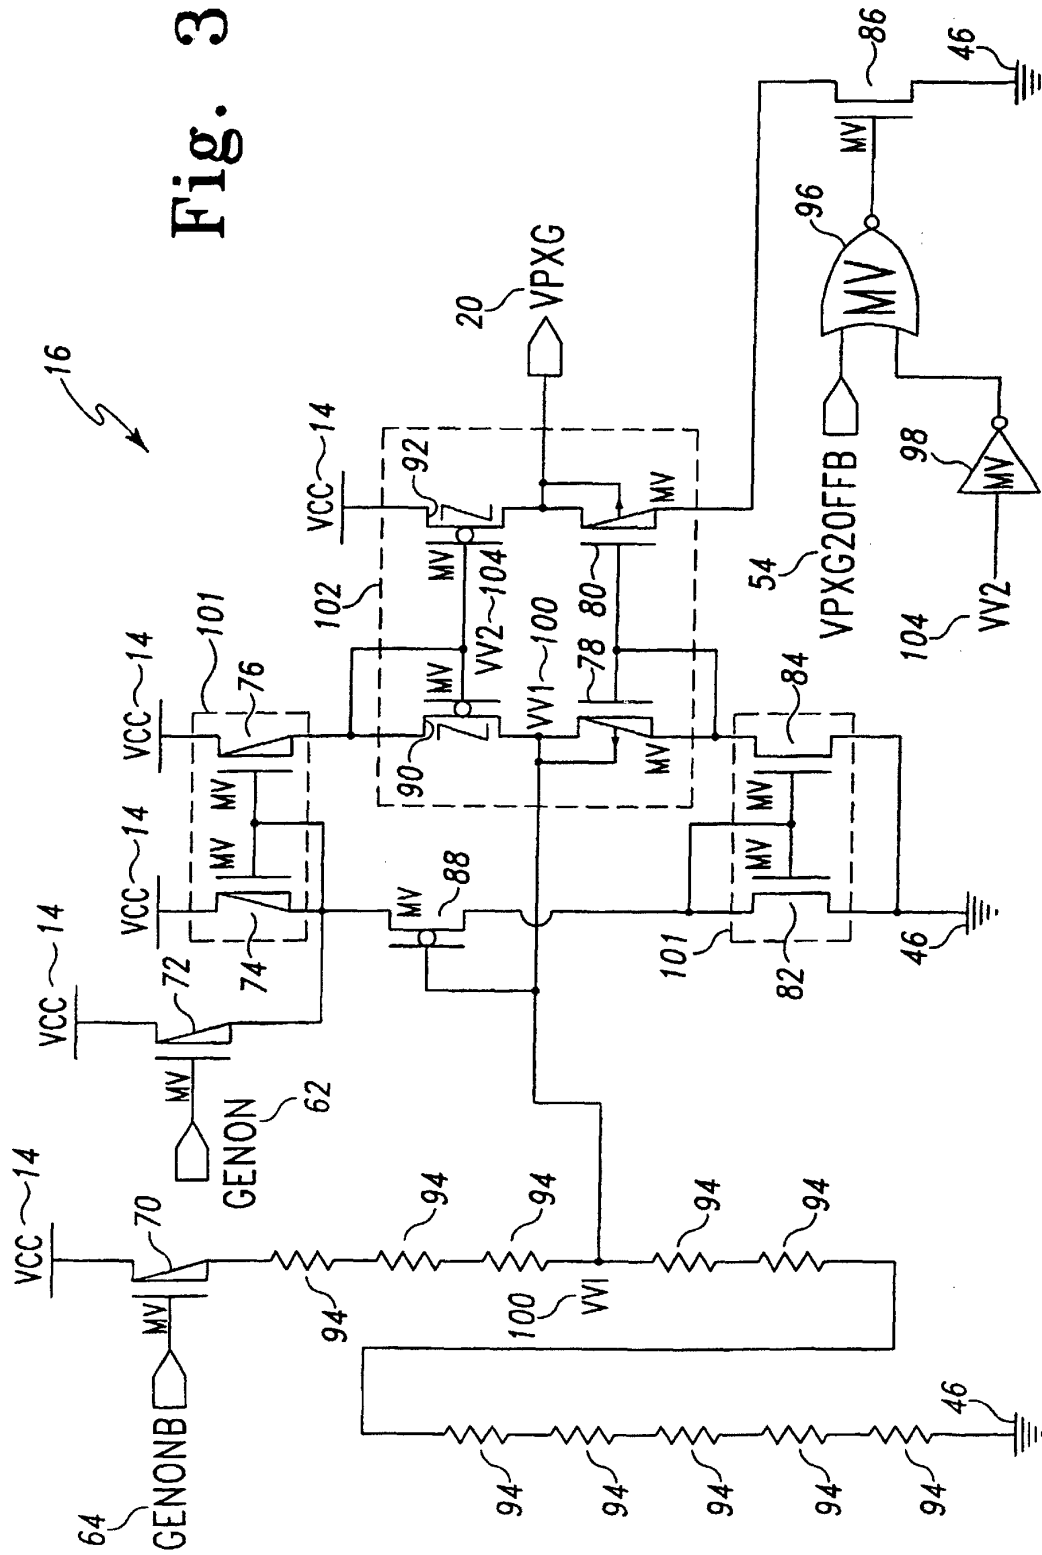 Fig. 3
16
VCC 14
VCC 14
VCC 14
VCC 14
VCC 14
101
76
74
MV
MV
72
MV
GENON
62
70
MV
64
GENONB
94
94
94
94
94
100
VV1
94
94
94
94
94
46
88
MV
102
92
MV
VV2 104
MV
90
VV1 100
78
80
MV
MV
20
VPXG
101
MV
MV
82
84
46
54
VPXG2OFFB
104
VV2
98
MV
96
MV
MV
86
46